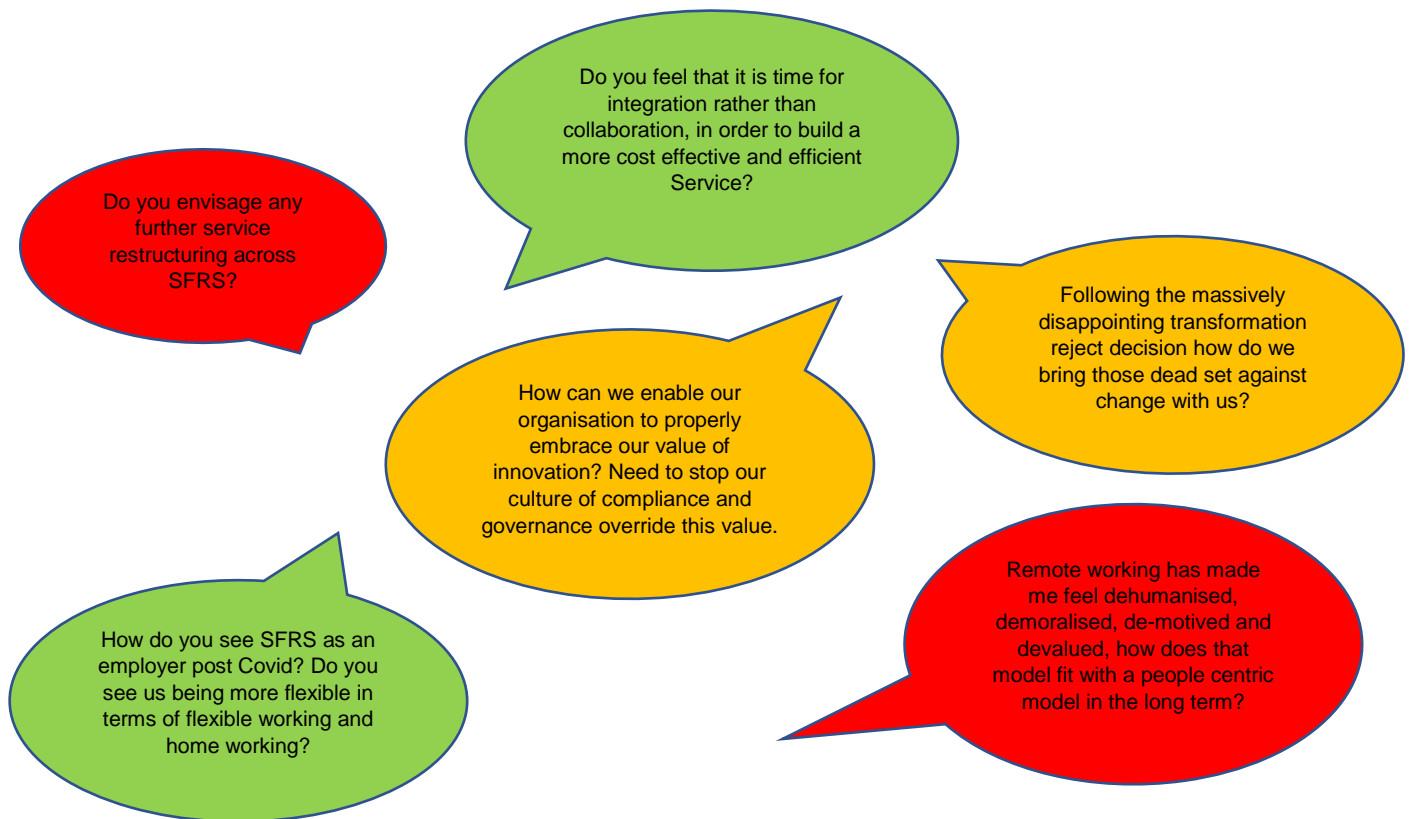 Do you feel that it is time for
integration rather than
collaboration, in order to build a
more cost effective and efficient
Service?
Do you envisage any
further service
restructuring across
SFRS?
Following the massively
disappointing transformation
reject decision how do we
bring those dead set against
change with us?
How can we enable our
organisation to properly
embrace our value of
innovation? Need to stop our
culture of compliance and
governance override this value.
Remote working has made
me feel dehumanised,
demoralised, de-motived and
devalued, how does that
model fit with a people centric
model in the long term?
How do you see SFRS as an
employer post Covid? Do you
see us being more flexible in
terms of flexible working and
home working?